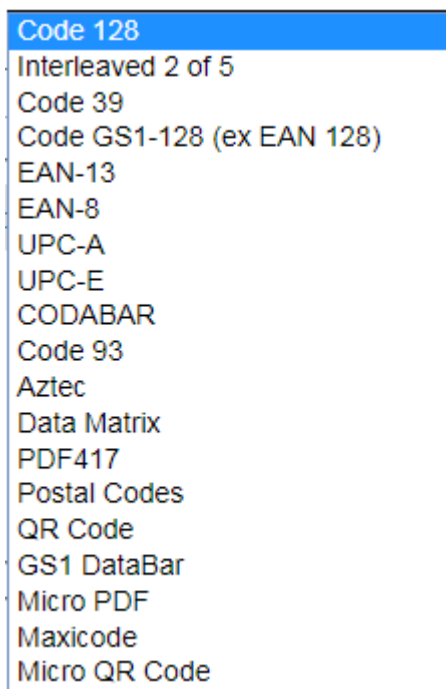 Code 128
Interleaved 2 of 5
Code 39
Code GS1-128 (ex EAN 128)
EAN-13
EAN-8
UPC-A
UPC-E
CODABAR
Code 93
Aztec
Data Matrix
PDF417
Postal Codes
QR Code
GS1 DataBar
Micro PDF
Maxicode
Micro QR Code